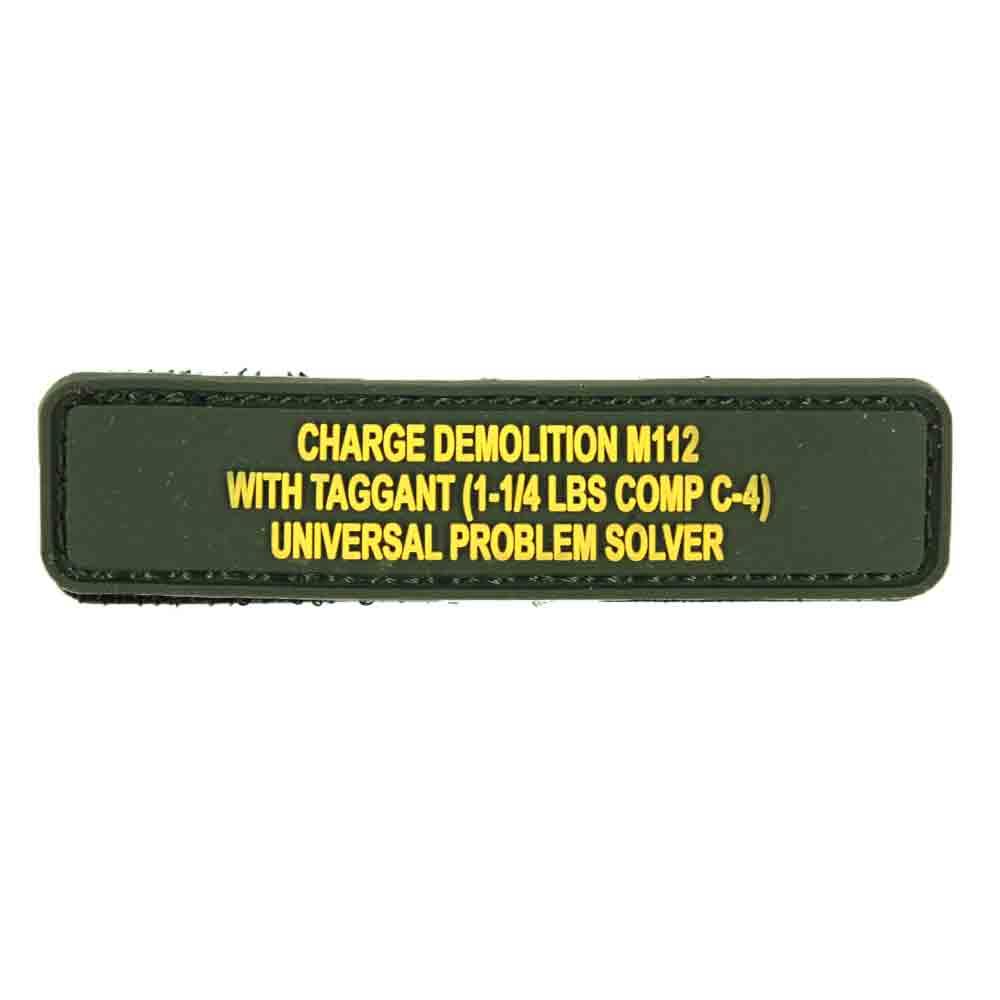 CHARGE DEMOLITION M112
WITH TAGGANT (1-1/4 LBS COMP C-4)
UNIVERSAL PROBLEM SOLVER